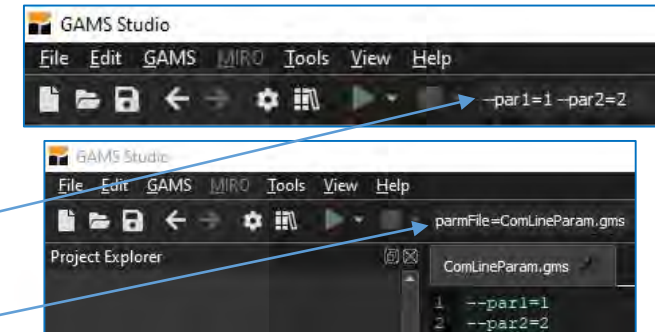 GAMS Studio
File Edit GAMS MIRO Tools View Help
--par1=1 --par2=2
GAMS Studio
File Edit GAMS MIRO Tools View Help
parmFile=ComLineParam.gms
Project Explorer
ComLineParam.gms
1 --par1=1
2 --par2=2